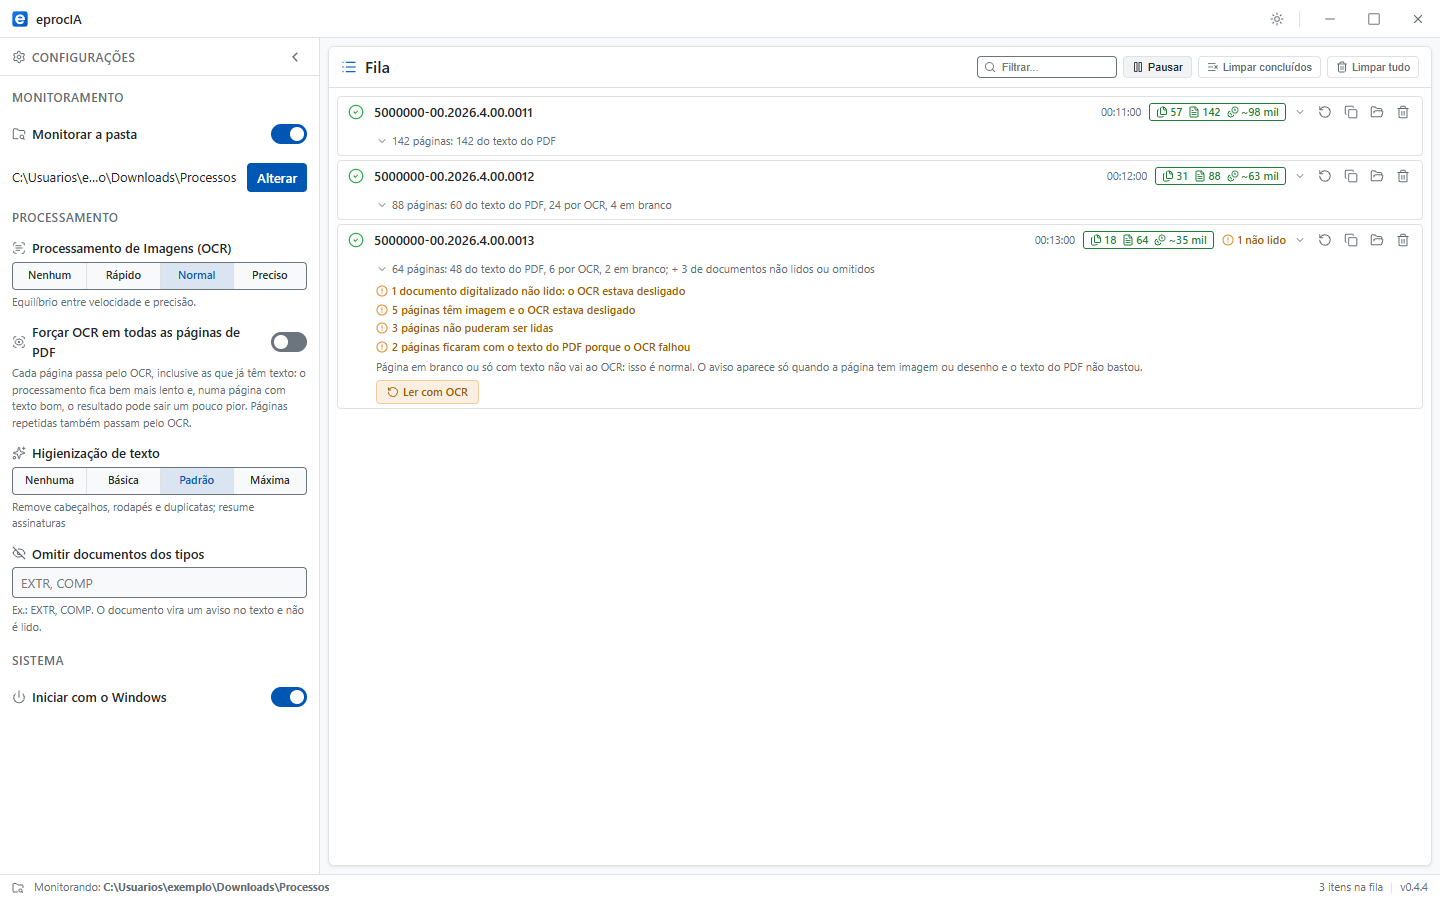 eprocIA
CONFIGURAÇÕES
MONITORAMENTO
Monitorar a pasta
C:\Usuarios\e...o\Downloads\Processos
Alterar
PROCESSAMENTO
Processamento de Imagens (OCR)
Nenhum Rápido Normal Preciso
Equilíbrio entre velocidade e precisão.
Forçar OCR em todas as páginas de
PDF
Cada página passa pelo OCR, inclusive as que já têm texto: o
processamento fica bem mais lento e, numa página com
texto bom, o resultado pode sair um pouco pior. Páginas
repetidas também passam pelo OCR.
Higienização de texto
Nenhuma Básica Padrão Máxima
Remove cabeçalhos, rodapés e duplicatas; resume
assinaturas
Omitir documentos dos tipos
EXTR, COMP
Ex.: EXTR, COMP. O documento vira um aviso no texto e não
é lido.
SISTEMA
Iniciar com o Windows
Fila
Filtrar...
Pausar
Limpar concluídos
Limpar tudo
5000000-00.2026.4.00.0011
00:11:00 57 142 ~98 mil
142 páginas: 142 do texto do PDF
5000000-00.2026.4.00.0012
00:12:00 31 88 ~63 mil
88 páginas: 60 do texto do PDF, 24 por OCR, 4 em branco
5000000-00.2026.4.00.0013
00:13:00 18 64 ~35 mil 1 não lido
64 páginas: 48 do texto do PDF, 6 por OCR, 2 em branco; + 3 de documentos não lidos ou omitidos
1 documento digitalizado não lido: o OCR estava desligado
5 páginas têm imagem e o OCR estava desligado
3 páginas não puderam ser lidas
2 páginas ficaram com o texto do PDF porque o OCR falhou
Página em branco ou só com texto não vai ao OCR: isso é normal. O aviso aparece só quando a página tem imagem ou desenho e o texto do PDF não bastou.
Ler com OCR
Monitorando: C:\Usuarios\exemplo\Downloads\Processos
3 itens na fila
v0.4.4